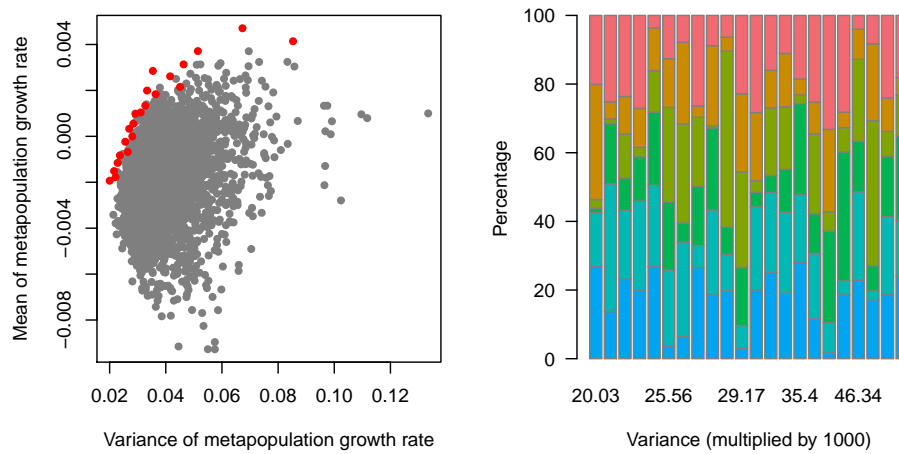 Mean of metapopulation growth rate
0.004
0.000
−0.004
−0.008
0.02 0.04 0.06 0.08 0.12
Variance of metapopulation growth rate
Percentage
100
80
60
40
20
0
20.03 25.56 29.17 35.4 46.34
Variance (multiplied by 1000)